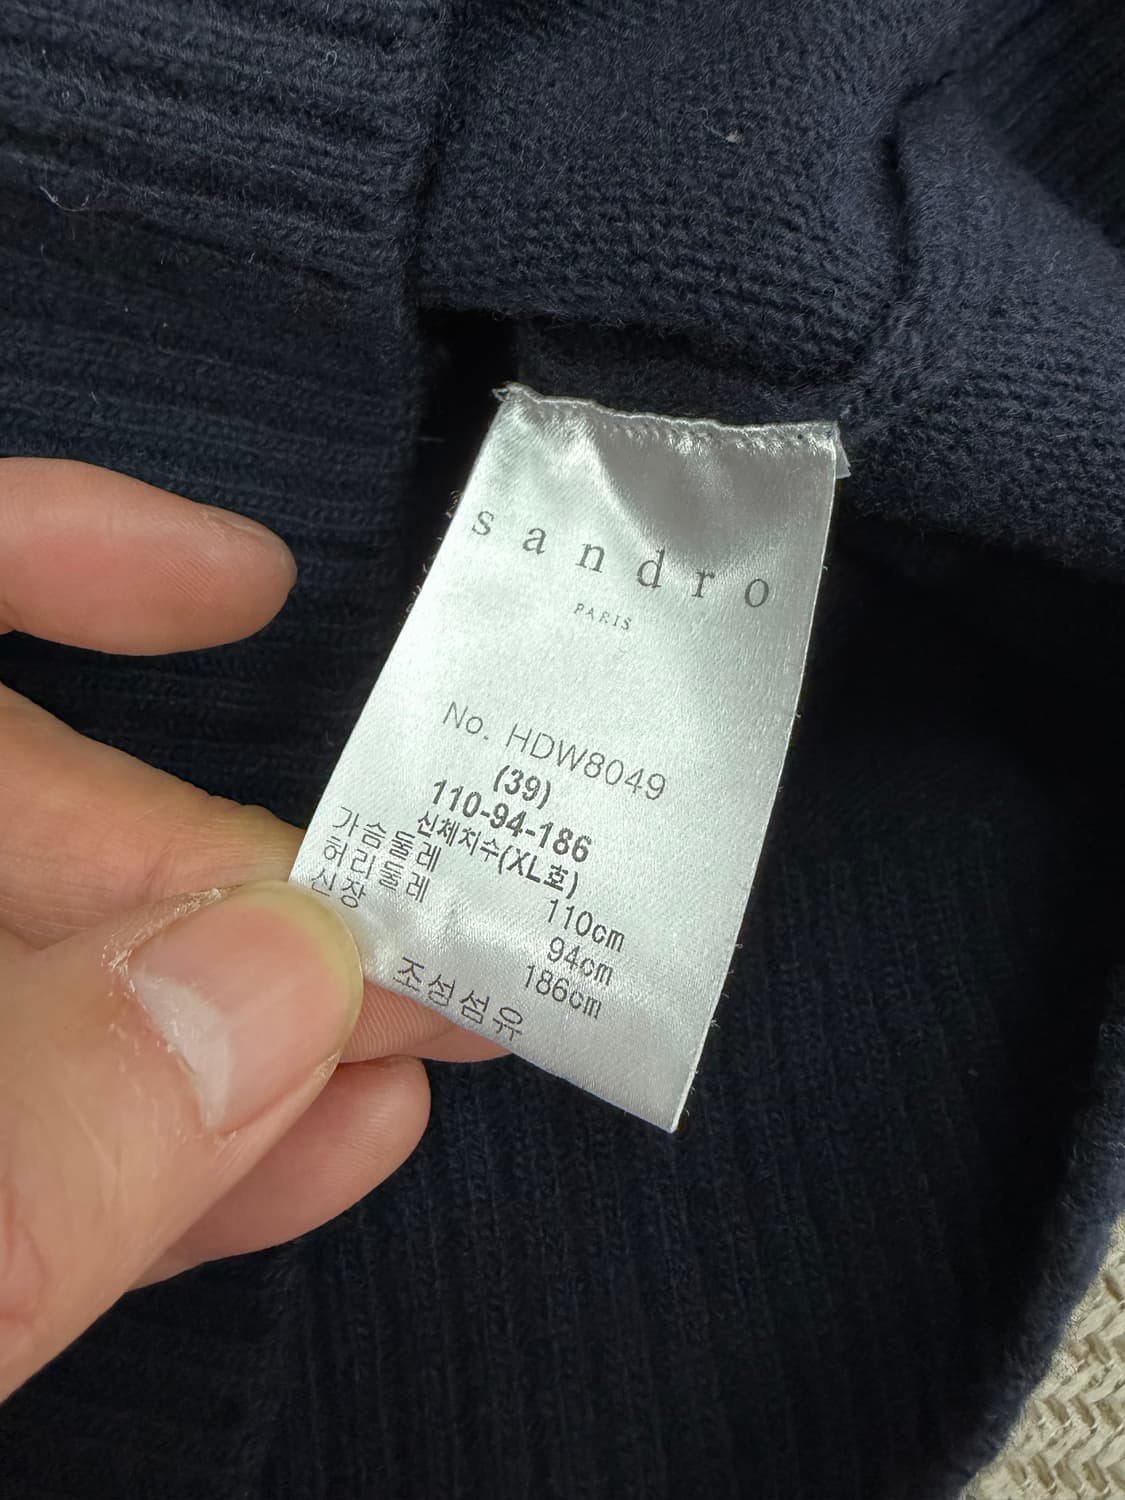 sandro
PARIS
No. HDW8049
(39)
110-94-186
신체치수(XL호)
가슴둘레 110cm
허리둘레 94cm
신장 186cm
조성섬유